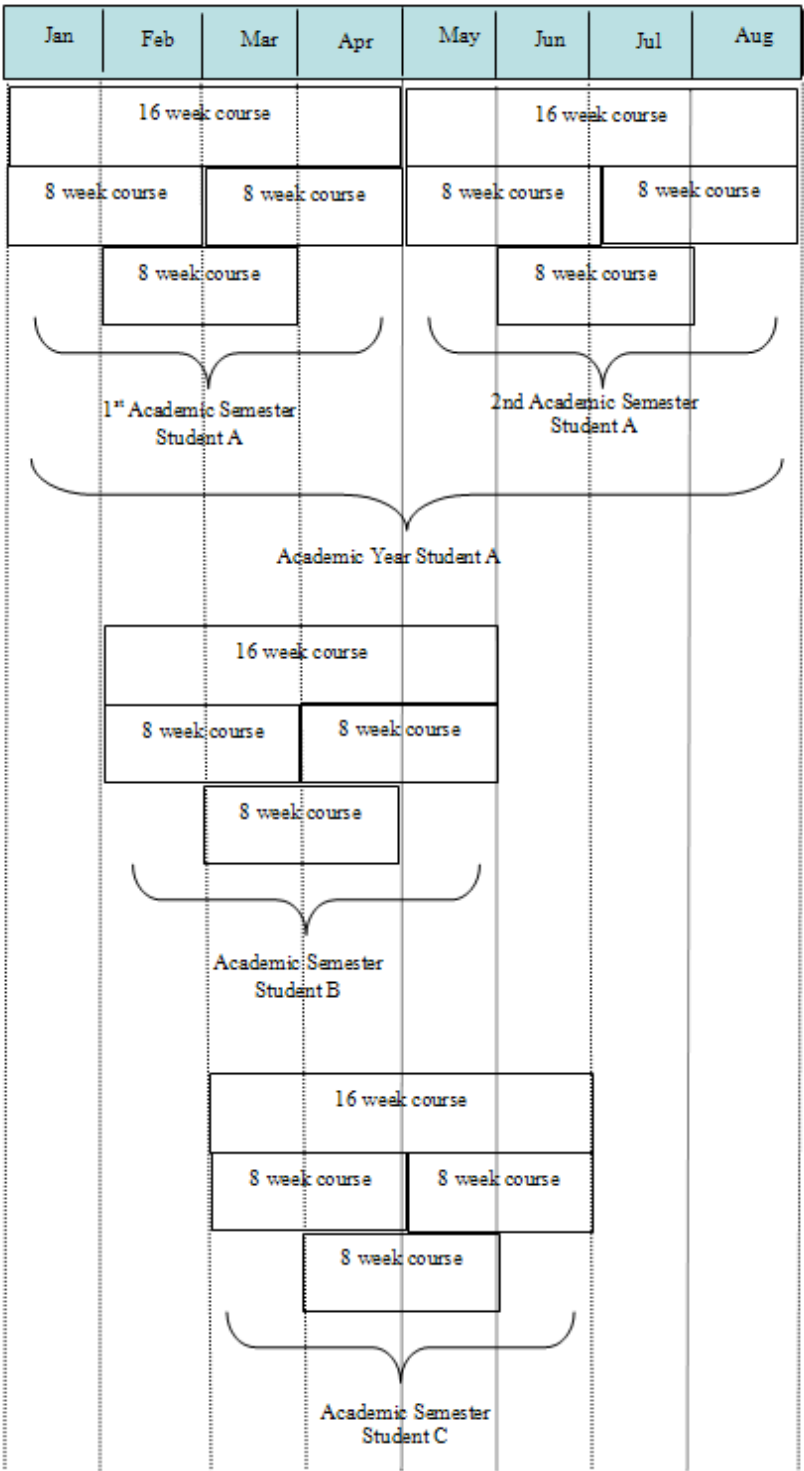 Jan Feb Mar Apr May Jun Jul Aug
16 week course 16 week course
8 week course 8 week course 8 week course 8 week course
8 week course 8 week course
1st Academic Semester
Student A
2nd Academic Semester
Student A
Academic Year Student A
16 week course
8 week course 8 week course
8 week course
Academic Semester
Student B
16 week course
8 week course 8 week course
8 week course
Academic Semester
Student C